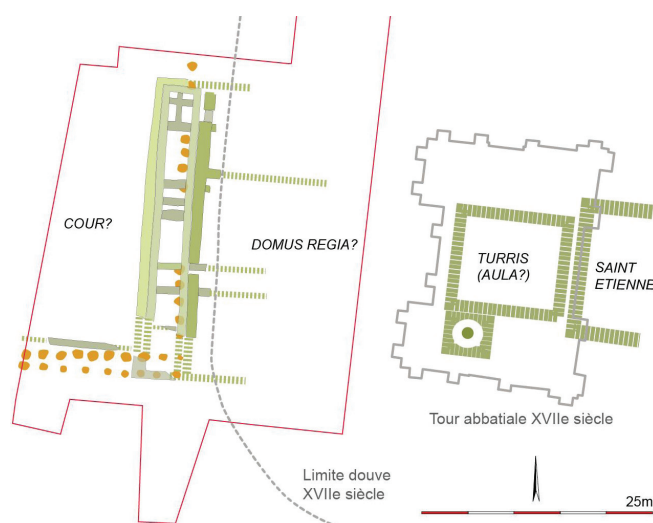 COUR?
DOMUS REGIA?
TURRIS
(AULA?)
SAINT
ETIENNE
Tour abbatiale XVIIe siècle
Limite douve
XVIIe siècle
25m